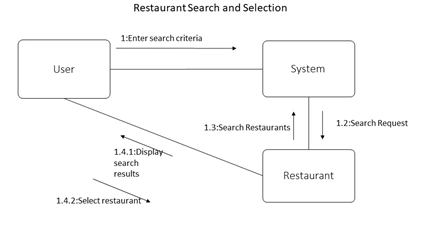 Restaurant Search and Selection
1:Enter search criteria
User
System
1.3:Search Restaurants
1.2:Search Request
1.4.1:Display
search
results
Restaurant
1.4.2:Select restaurant